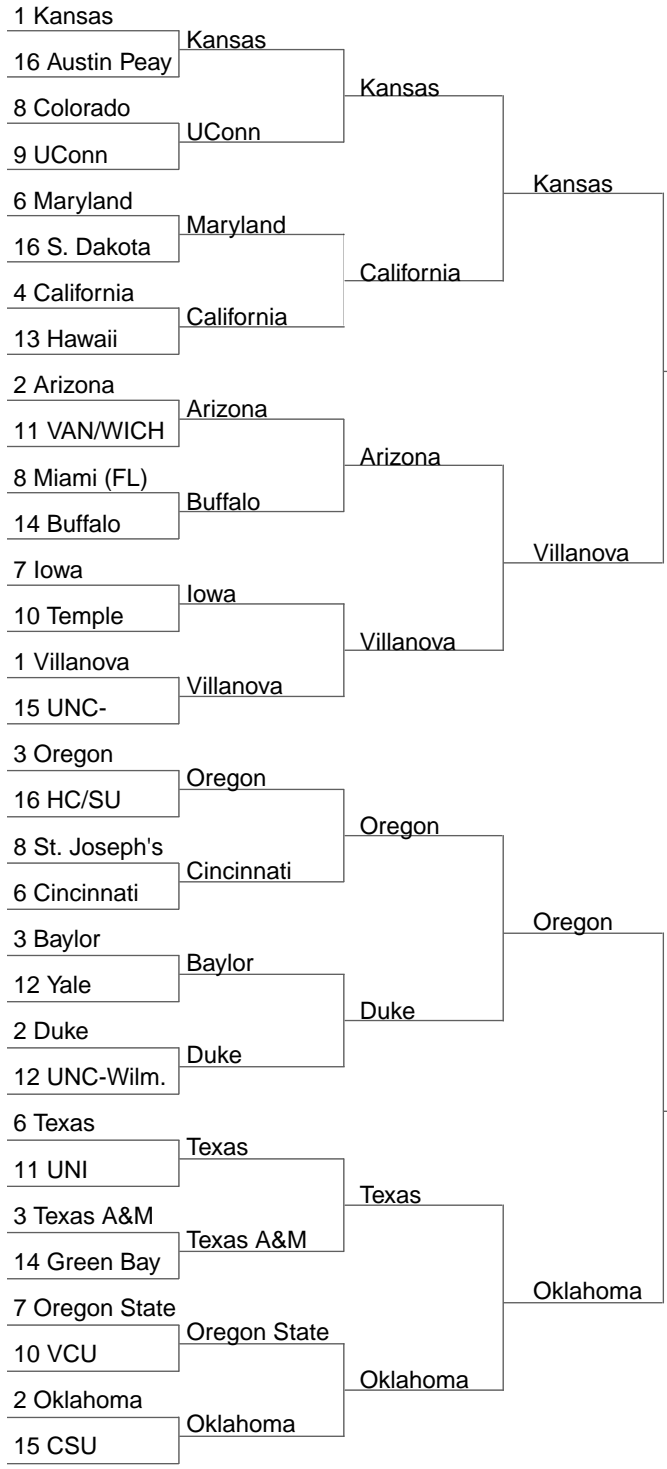 1 Kansas
16 Austin Peay
8 Colorado
9 UConn
6 Maryland
16 S. Dakota
4 California
13 Hawaii
2 Arizona
11 VAN/WICH
8 Miami (FL)
14 Buffalo
7 Iowa
10 Temple
1 Villanova
15 UNC-
3 Oregon
16 HC/SU
8 St. Joseph's
6 Cincinnati
3 Baylor
12 Yale
2 Duke
12 UNC-Wilm.
6 Texas
11 UNI
3 Texas A&M
14 Green Bay
7 Oregon State
10 VCU
2 Oklahoma
15 CSU
Kansas
UConn
Maryland
California
Arizona
Buffalo
Iowa
Villanova
Oregon
Cincinnati
Baylor
Duke
Texas
Texas A&M
Oregon State
Oklahoma
Kansas
California
Arizona
Villanova
Oregon
Duke
Texas
Oklahoma
Kansas
Villanova
Oregon
Oklahoma